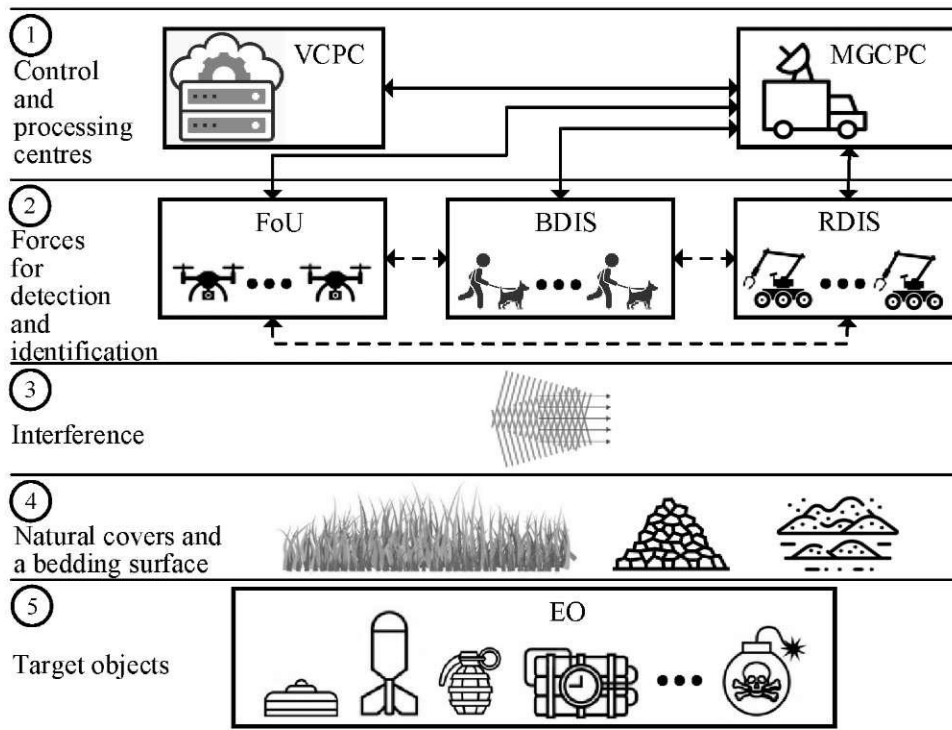 1
Control
and
processing
centres
VCPC
MGCPC
2
Forces
for
detection
and
identification
FoU
BDIS
RDIS
3
Interference
4
Natural covers and
a bedding surface
5
Target objects
EO